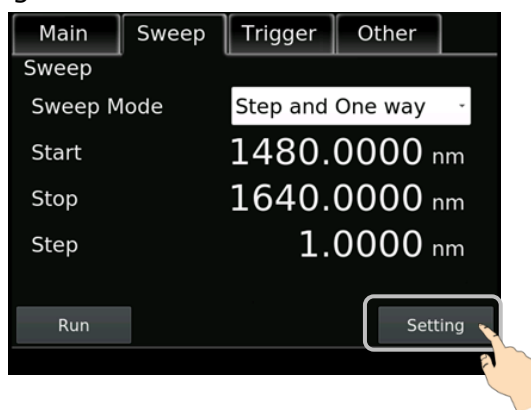 Main Sweep Trigger Other
Sweep
Sweep Mode Step and One way
Start 1480.0000 nm
Stop 1640.0000 nm
Step 1.0000 nm
Run Setting